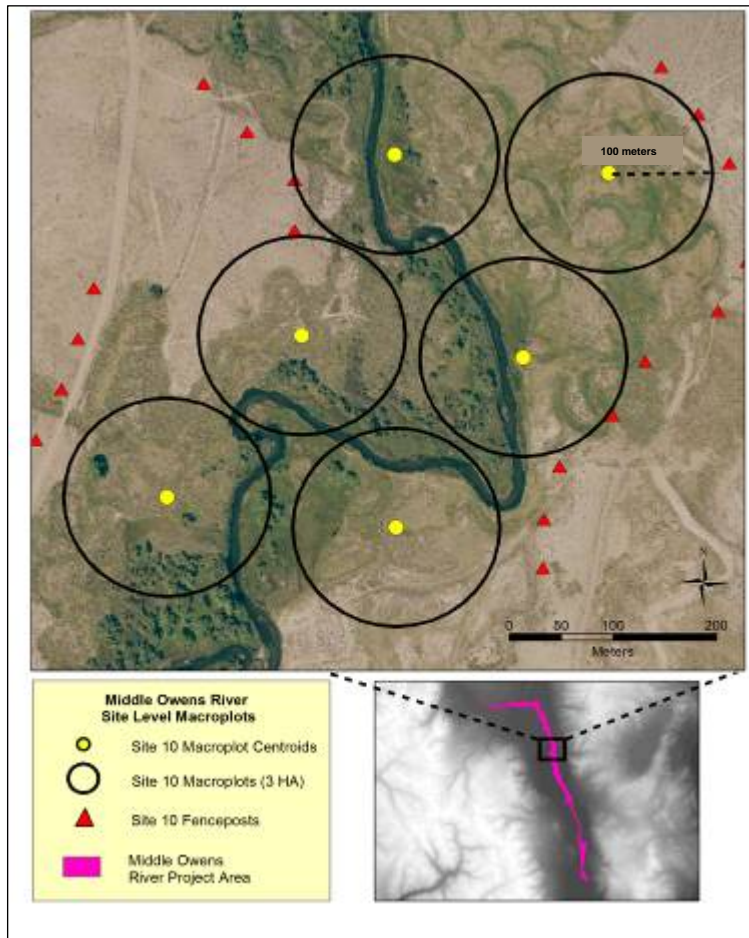 100 meters
N
0 50 100 200
Meters
Middle Owens River
Site Level Macroplots
Site 10 Macroplot Centroids
Site 10 Macroplots (3 HA)
Site 10 Fenceposts
Middle Owens
River Project Area